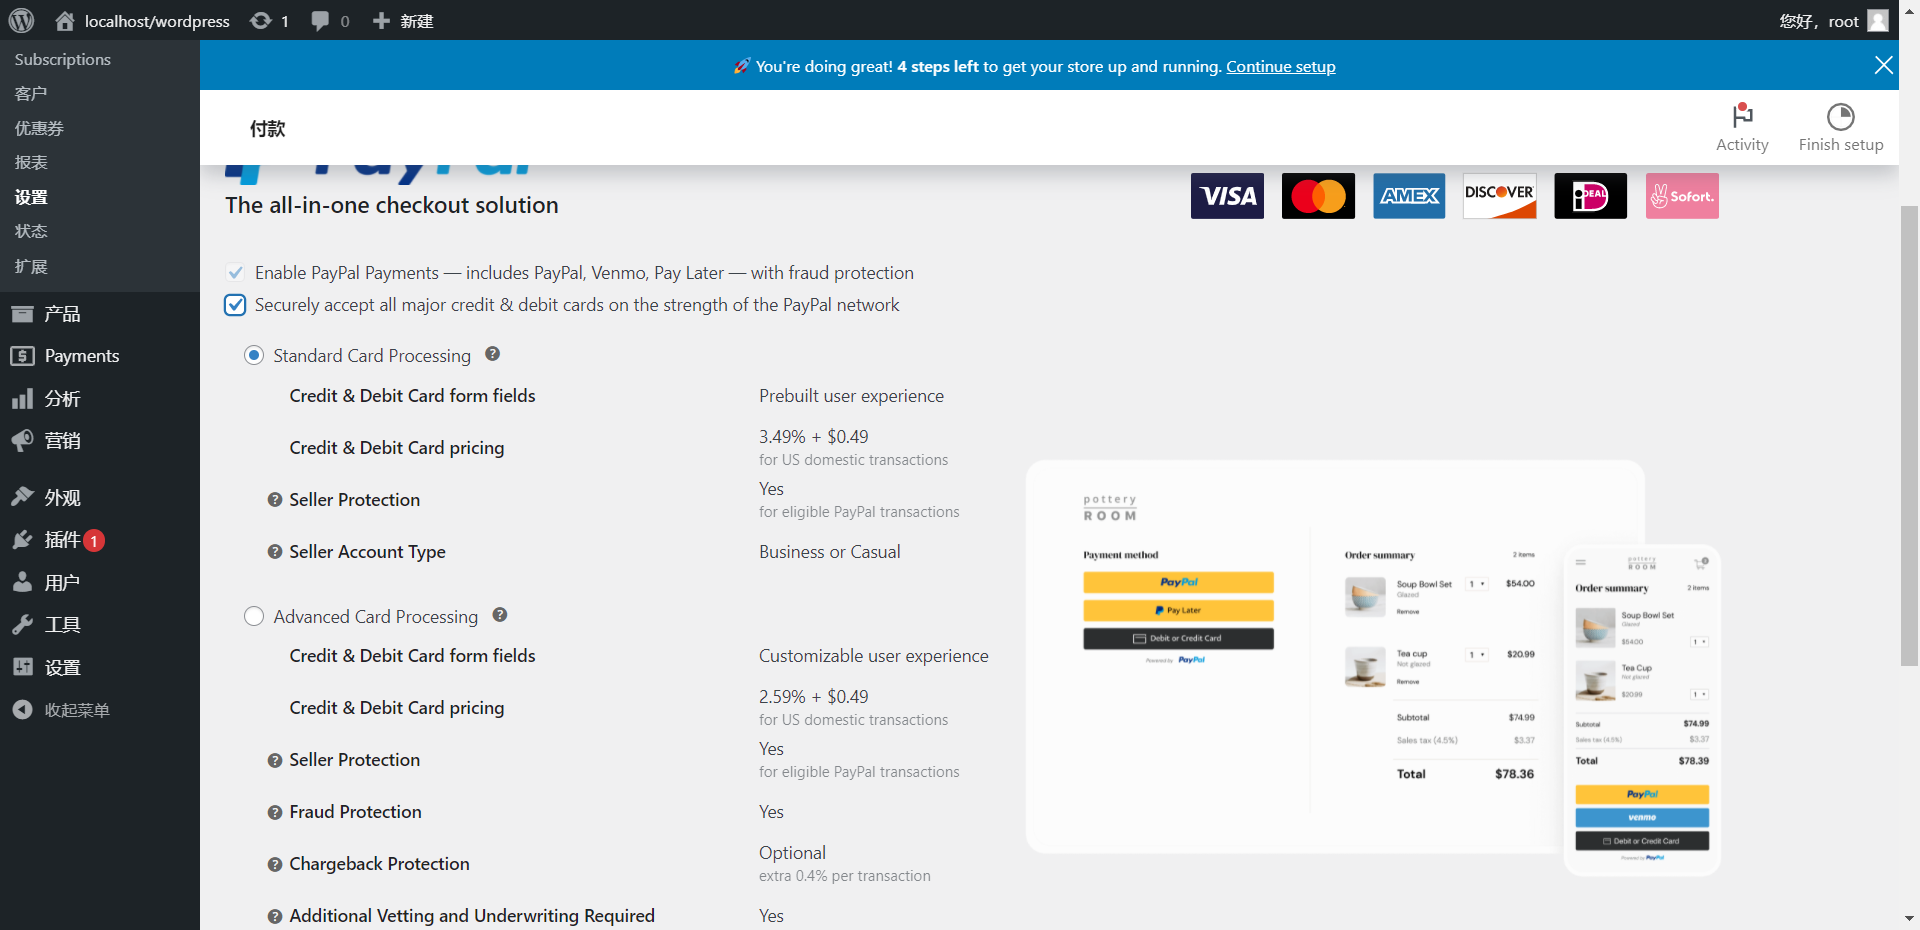 localhost/wordpress
1
0
新建
您好，root
Subscriptions
客户
优惠券
报表
设置
状态
扩展
产品
Payments
分析
营销
外观
插件 1
用户
工具
设置
收起菜单
🚀 You're doing great! 4 steps left to get your store up and running. Continue setup
付款
Activity
Finish setup
PayPal
The all-in-one checkout solution
VISA
AMEX
DISCOVER
iDEAL
Sofort.
Enable PayPal Payments — includes PayPal, Venmo, Pay Later — with fraud protection
Securely accept all major credit & debit cards on the strength of the PayPal network
Standard Card Processing
Credit & Debit Card form fields
Prebuilt user experience
Credit & Debit Card pricing
3.49% + $0.49
for US domestic transactions
Seller Protection
Yes
for eligible PayPal transactions
Seller Account Type
Business or Casual
Advanced Card Processing
Credit & Debit Card form fields
Customizable user experience
Credit & Debit Card pricing
2.59% + $0.49
for US domestic transactions
Seller Protection
Yes
for eligible PayPal transactions
Fraud Protection
Yes
Chargeback Protection
Optional
extra 0.4% per transaction
Additional Vetting and Underwriting Required
Yes
pottery
ROOM
Payment method
PayPal
Pay Later
Debit or Credit Card
Powered by PayPal
Order summary
2 items
Soup Bowl Set
1
$54.00
Glazed
Remove
Tea cup
1
$20.99
Not glazed
Remove
Subtotal
$74.99
Sales tax (4.5%)
$3.37
Total
$78.36
pottery
ROOM
Order summary
2 items
Soup Bowl Set
Glazed
$54.00
1
Tea Cup
Not glazed
$20.99
1
Subtotal
$74.99
Sales tax (4.5%)
$3.37
Total
$78.39
PayPal
venmo
Debit or Credit Card
Powered by PayPal